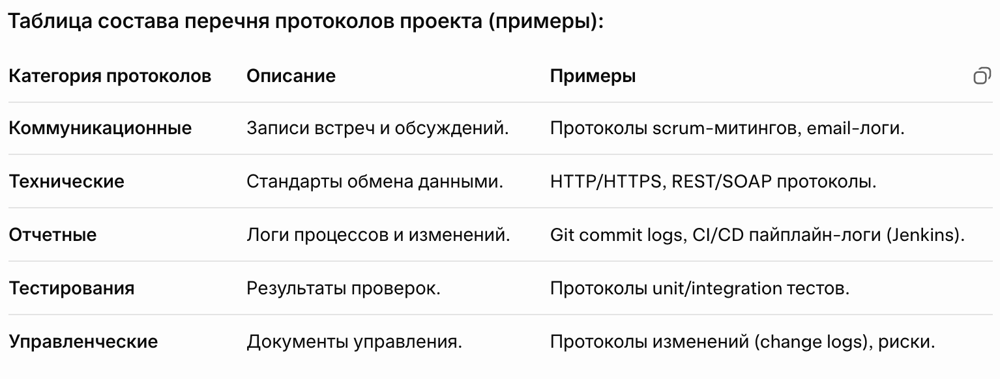 Таблица состава перечня протоколов проекта (примеры):
Категория протоколов Описание Примеры
Коммуникационные Записи встреч и обсуждений. Протоколы scrum-митингов, email-логи.
Технические Стандарты обмена данными. HTTP/HTTPS, REST/SOAP протоколы.
Отчетные Логи процессов и изменений. Git commit logs, CI/CD пайплайн-логи (Jenkins).
Тестирования Результаты проверок. Протоколы unit/integration тестов.
Управленческие Документы управления. Протоколы изменений (change logs), риски.